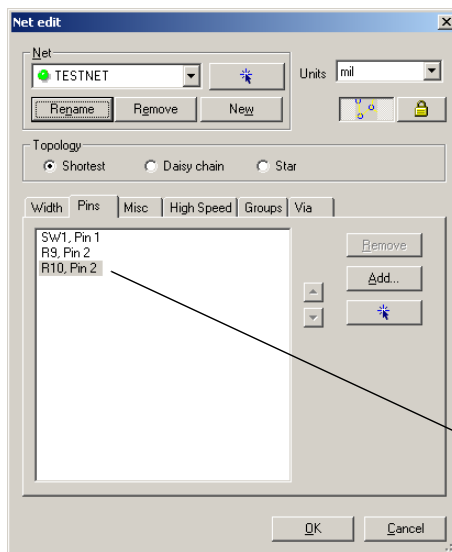 Net edit
Net
TESTNET
Units mil
Rename Remove New
Topology
Shortest Daisy chain Star
Width Pins Misc High Speed Groups Via
SW1, Pin 1
R9, Pin 2
R10, Pin 2
Remove
Add...
OK Cancel